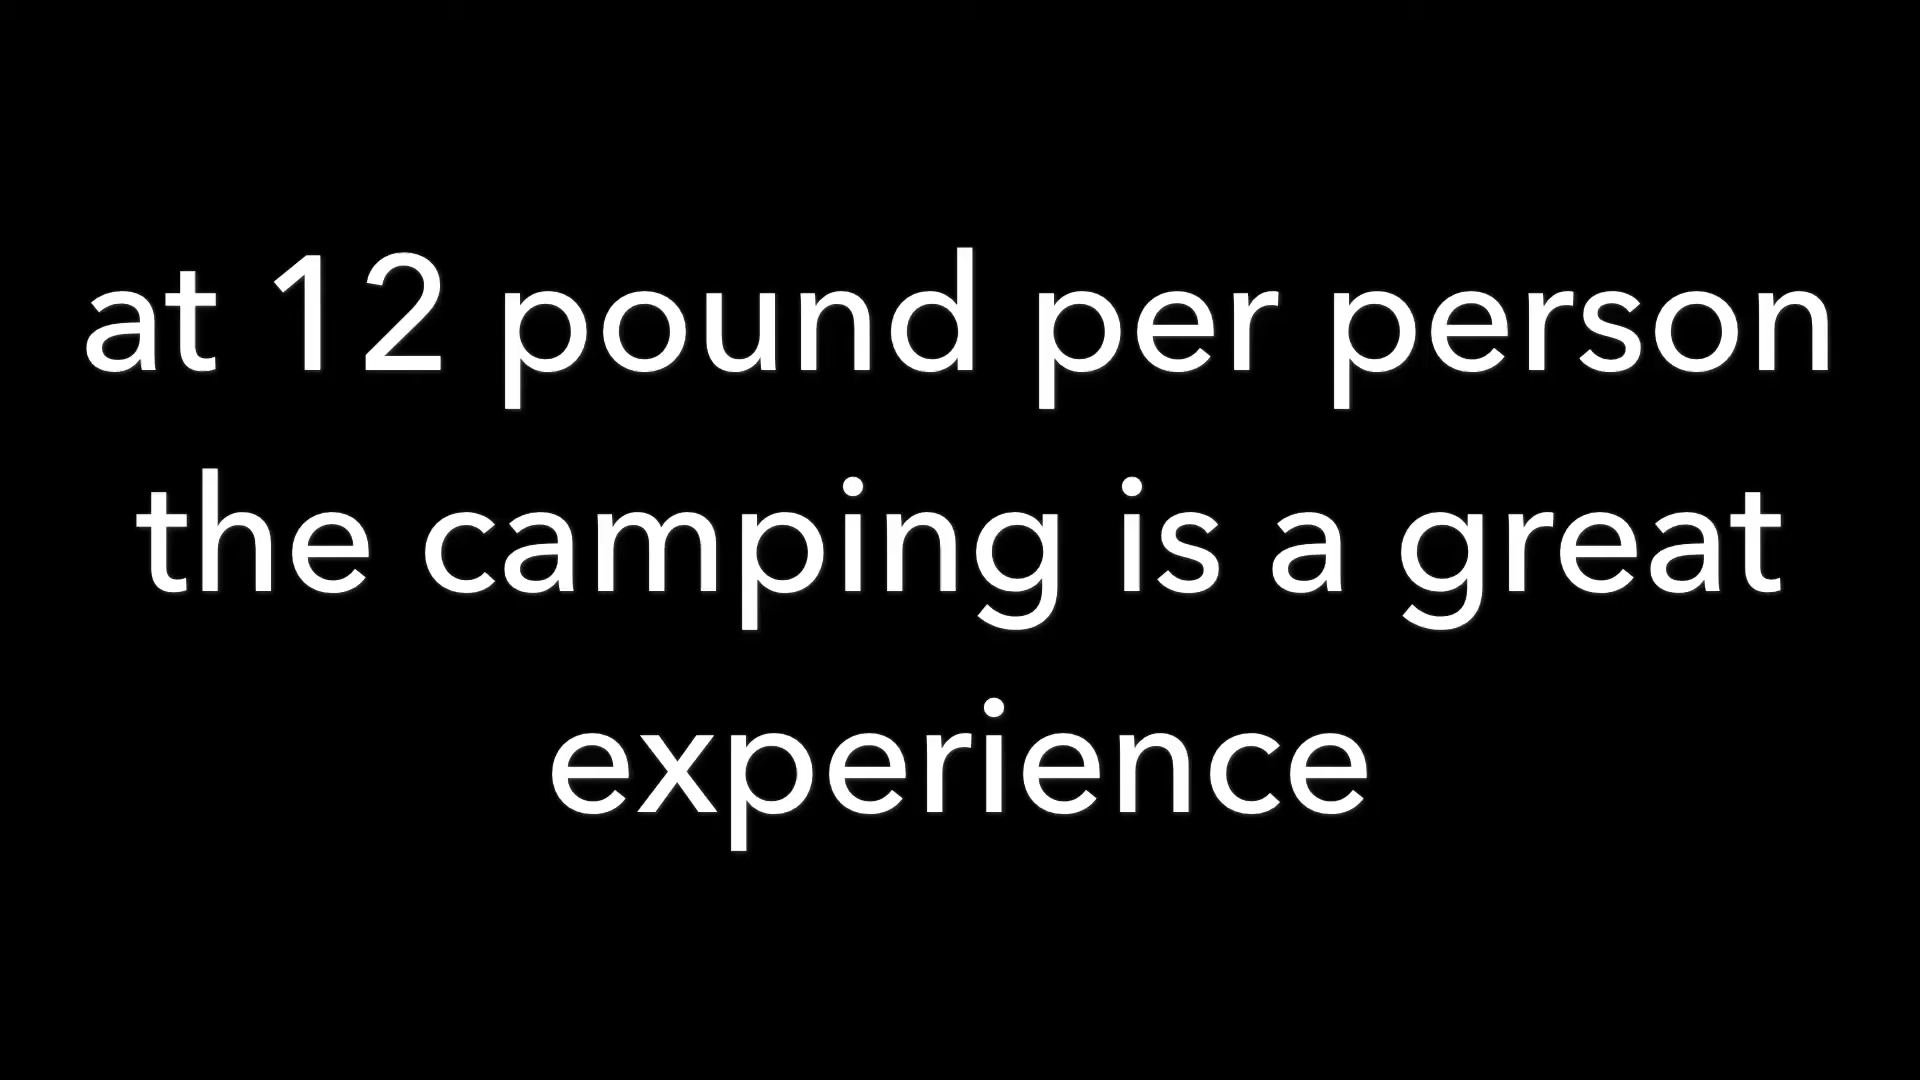 at 12 pound per person
the camping is a great
experience